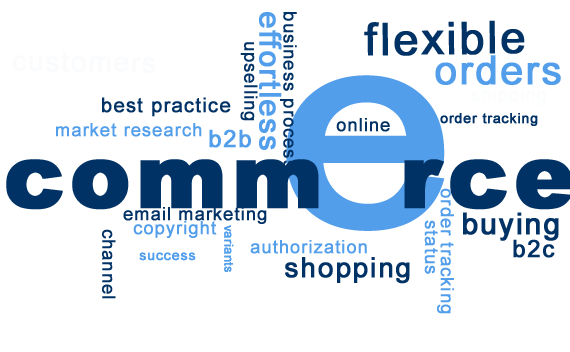 customers
effortless
upselling
business process
flexible
orders
best practice
market research
b2b
online
order tracking
commerce
email marketing
copyright
success
variants
channel
authorization
shopping
status
order tracking
buying
b2c